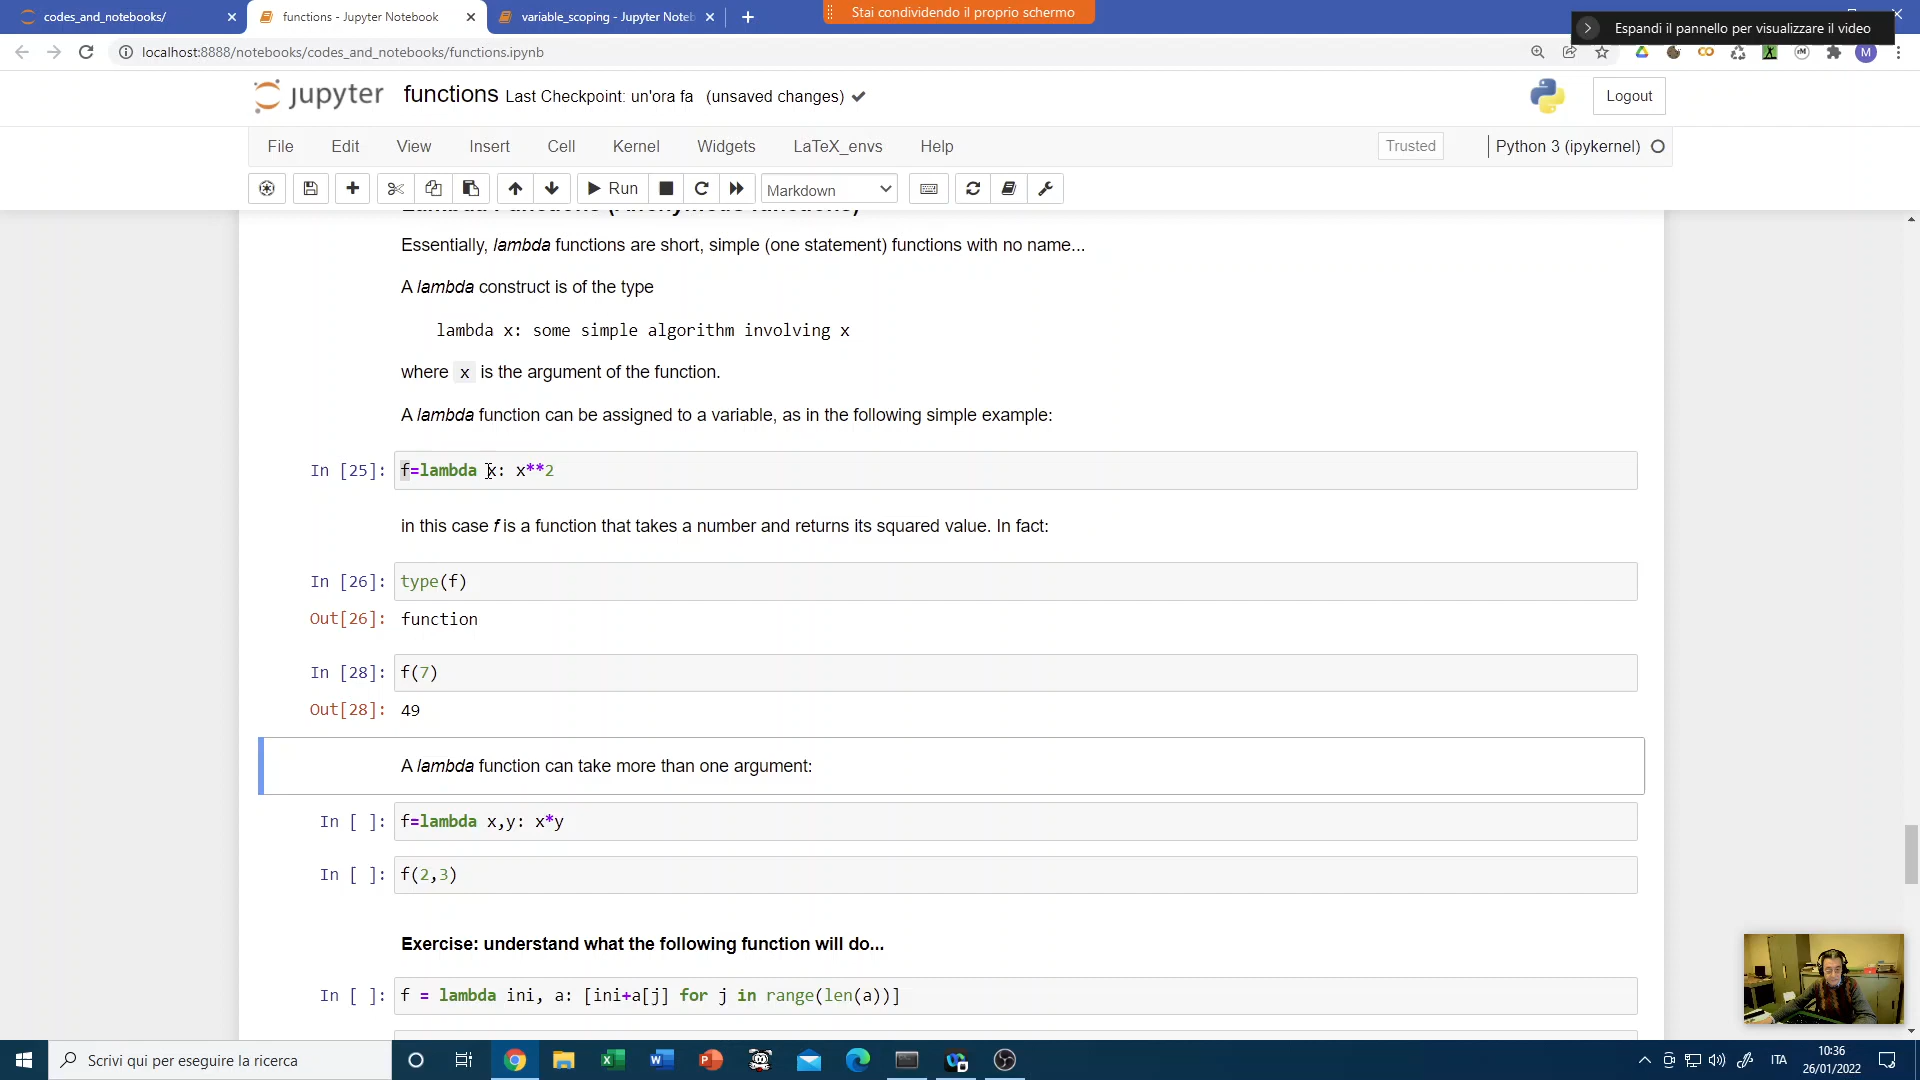 codes_and_notebooks/
functions - Jupyter Notebook
variable_scoping - Jupyter Noteb
Stai condividendo il proprio schermo
Espandi il pannello per visualizzare il video
localhost:8888/notebooks/codes_and_notebooks/functions.ipynb
M
jupyter
functions Last Checkpoint: un'ora fa (unsaved changes)
Logout
File Edit View Insert Cell Kernel Widgets LaTeX_envs Help
Trusted
Python 3 (ipykernel)
Run
Markdown
Lambda Functions (Anonymous functions)
Essentially, lambda functions are short, simple (one statement) functions with no name...
A lambda construct is of the type
lambda x: some simple algorithm involving x
where x is the argument of the function.
A lambda function can be assigned to a variable, as in the following simple example:
In [25]: f=lambda x: x**2
in this case f is a function that takes a number and returns its squared value. In fact:
In [26]: type(f)
Out[26]: function
In [28]: f(7)
Out[28]: 49
A lambda function can take more than one argument:
In [ ]: f=lambda x,y: x*y
In [ ]: f(2,3)
Exercise: understand what the following function will do...
In [ ]: f = lambda ini, a: [ini+a[j] for j in range(len(a))]
Scrivi qui per eseguire la ricerca
ITA
10:36
26/01/2022